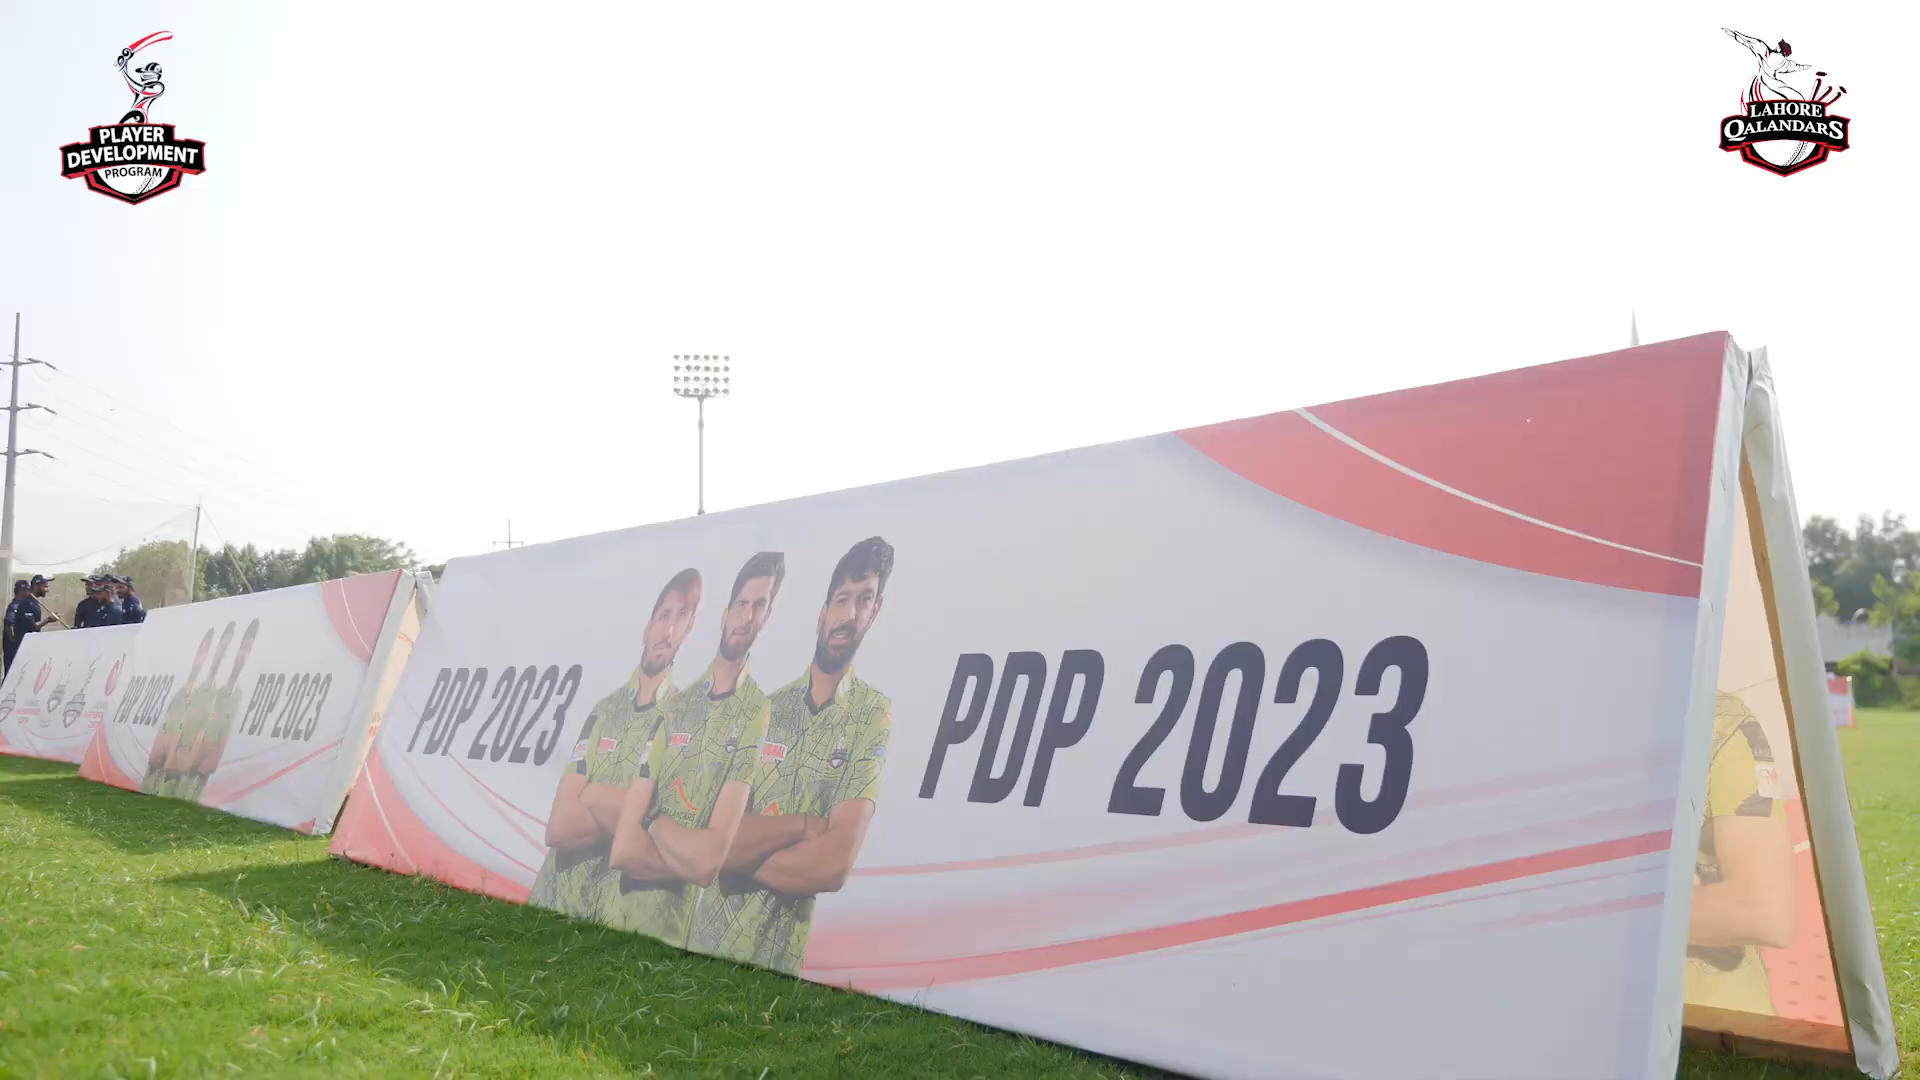 PLAYER
DEVELOPMENT
PROGRAM
LAHORE
QALANDARS
PDP 2023
PDP 2023
PDP 2023
PDP 2023